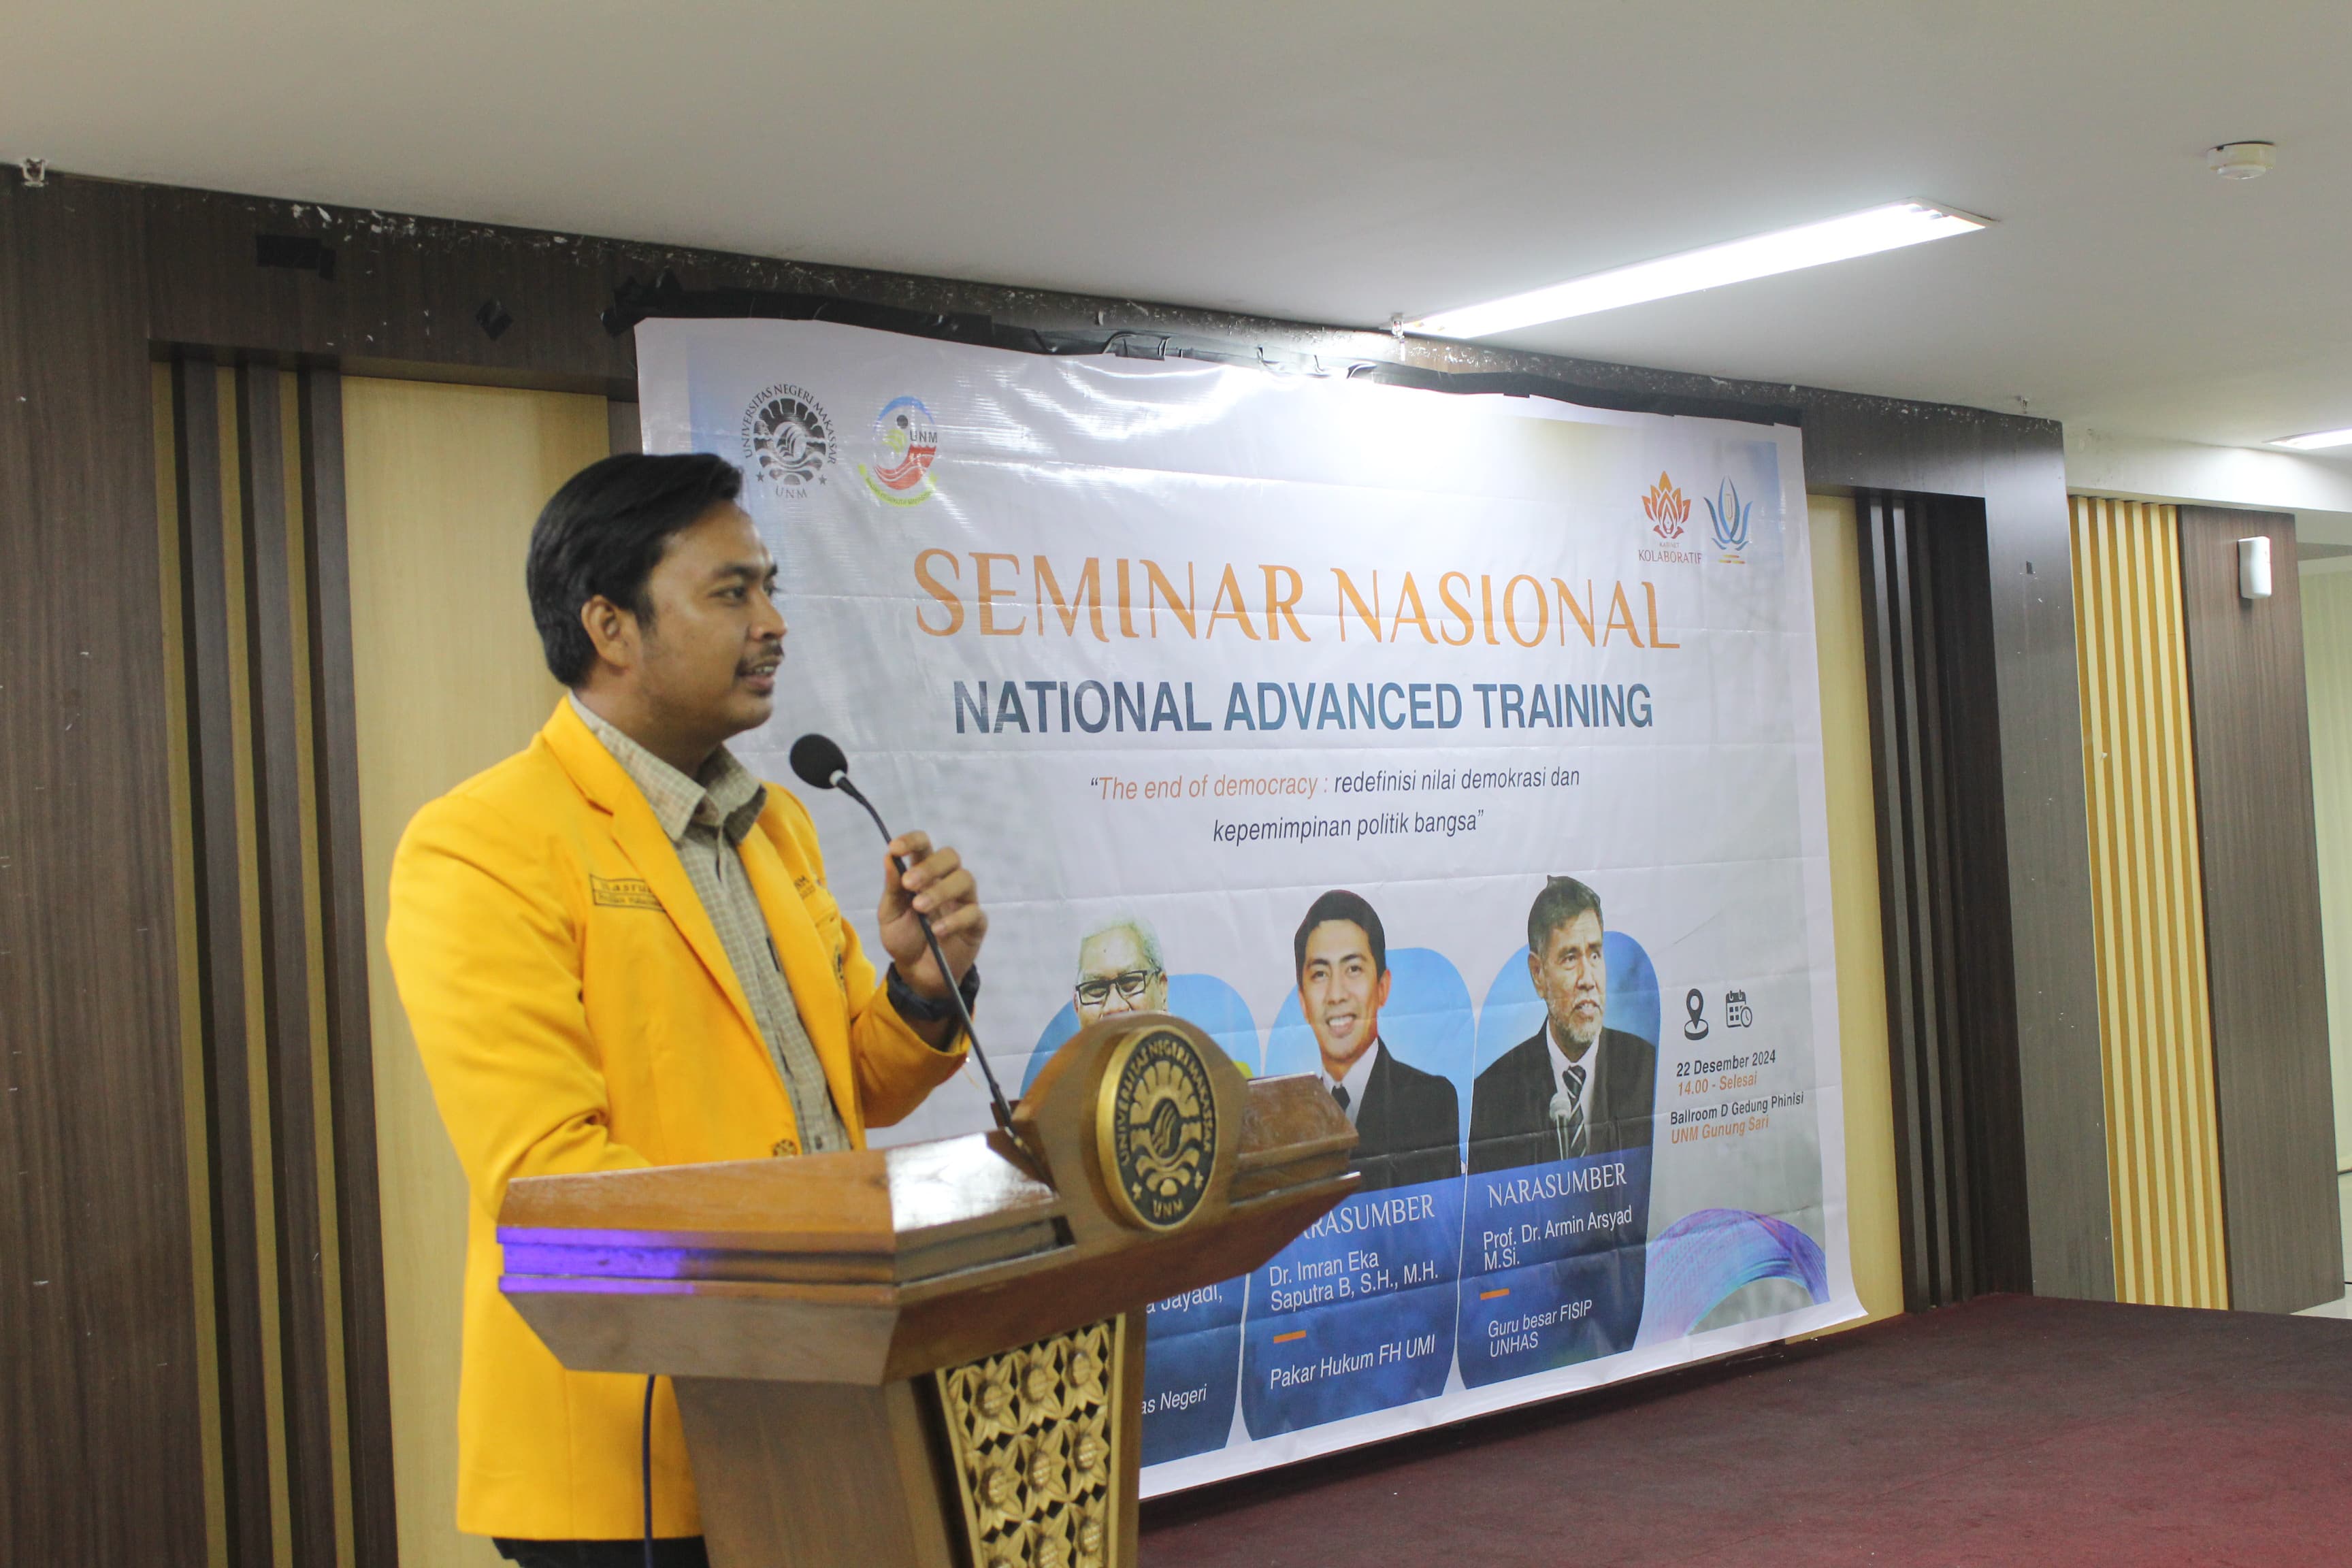 UNIVERSITAS NEGERI MAKASSAR
UNM
UNM
KOLABORATIF
SEMINAR NASIONAL
NATIONAL ADVANCED TRAINING
“The end of democracy : redefinisi nilai demokrasi dan
kepemimpinan politik bangsa”
22 Desember 2024
14.00 - Selesai
Ballroom D Gedung Phinisi
UNM Gunung Sari
Jayadi,
Negeri
Dr. Imran Eka
Saputra B, S.H., M.H.
Pakar Hukum FH UMI
NARASUMBER
Prof. Dr. Armin Arsyad
M.Si.
Guru besar FISIP
UNHAS
UNIVERSITAS NEGERI MAKASSAR
UNM